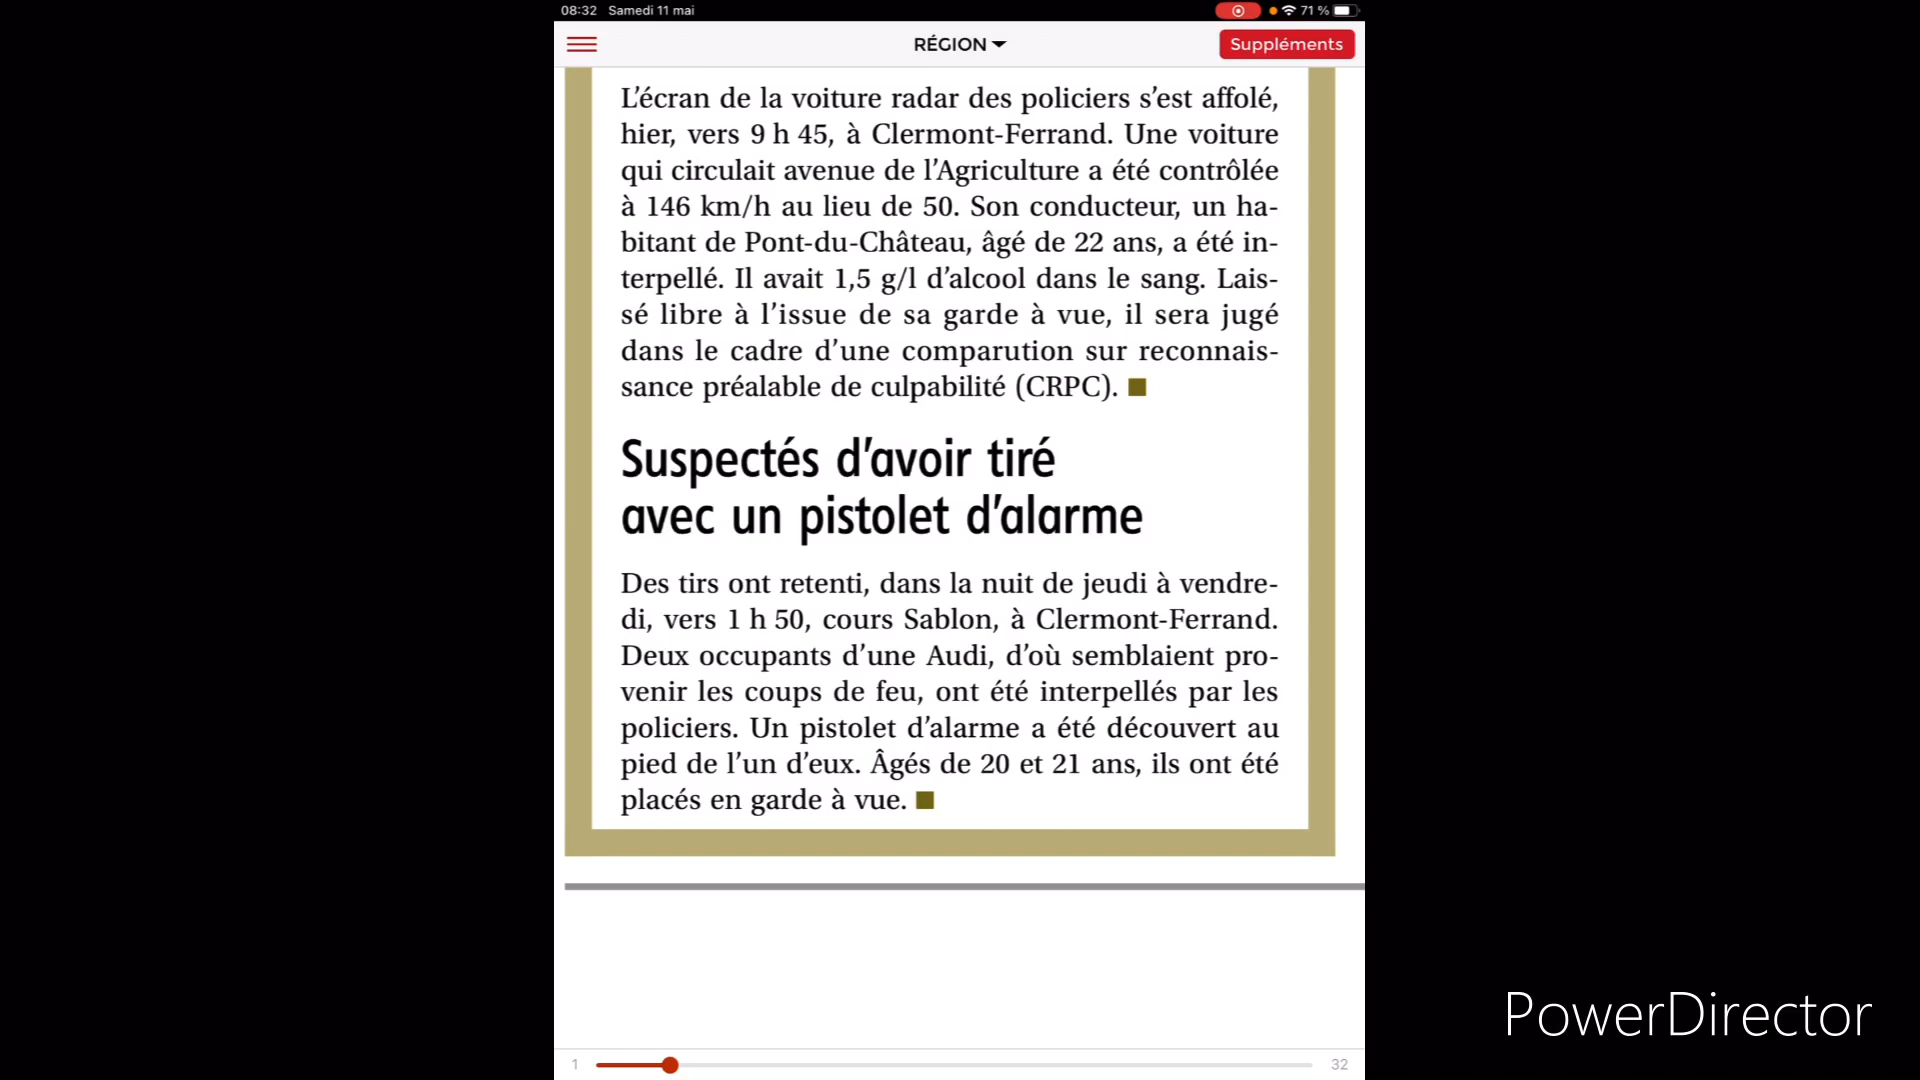 08:32 Samedi 11 mai
71 %
RÉGION
Suppléments
L’écran de la voiture radar des policiers s’est affolé,
hier, vers 9 h 45, à Clermont-Ferrand. Une voiture
qui circulait avenue de l’Agriculture a été contrôlée
à 146 km/h au lieu de 50. Son conducteur, un ha-
bitant de Pont-du-Château, âgé de 22 ans, a été in-
terpellé. Il avait 1,5 g/l d’alcool dans le sang. Lais-
sé libre à l’issue de sa garde à vue, il sera jugé
dans le cadre d’une comparution sur reconnais-
sance préalable de culpabilité (CRPC).
Suspectés d’avoir tiré
avec un pistolet d’alarme
Des tirs ont retenti, dans la nuit de jeudi à vendre-
di, vers 1 h 50, cours Sablon, à Clermont-Ferrand.
Deux occupants d’une Audi, d’où semblaient pro-
venir les coups de feu, ont été interpellés par les
policiers. Un pistolet d’alarme a été découvert au
pied de l’un d’eux. Âgés de 20 et 21 ans, ils ont été
placés en garde à vue.
1
32
PowerDirector